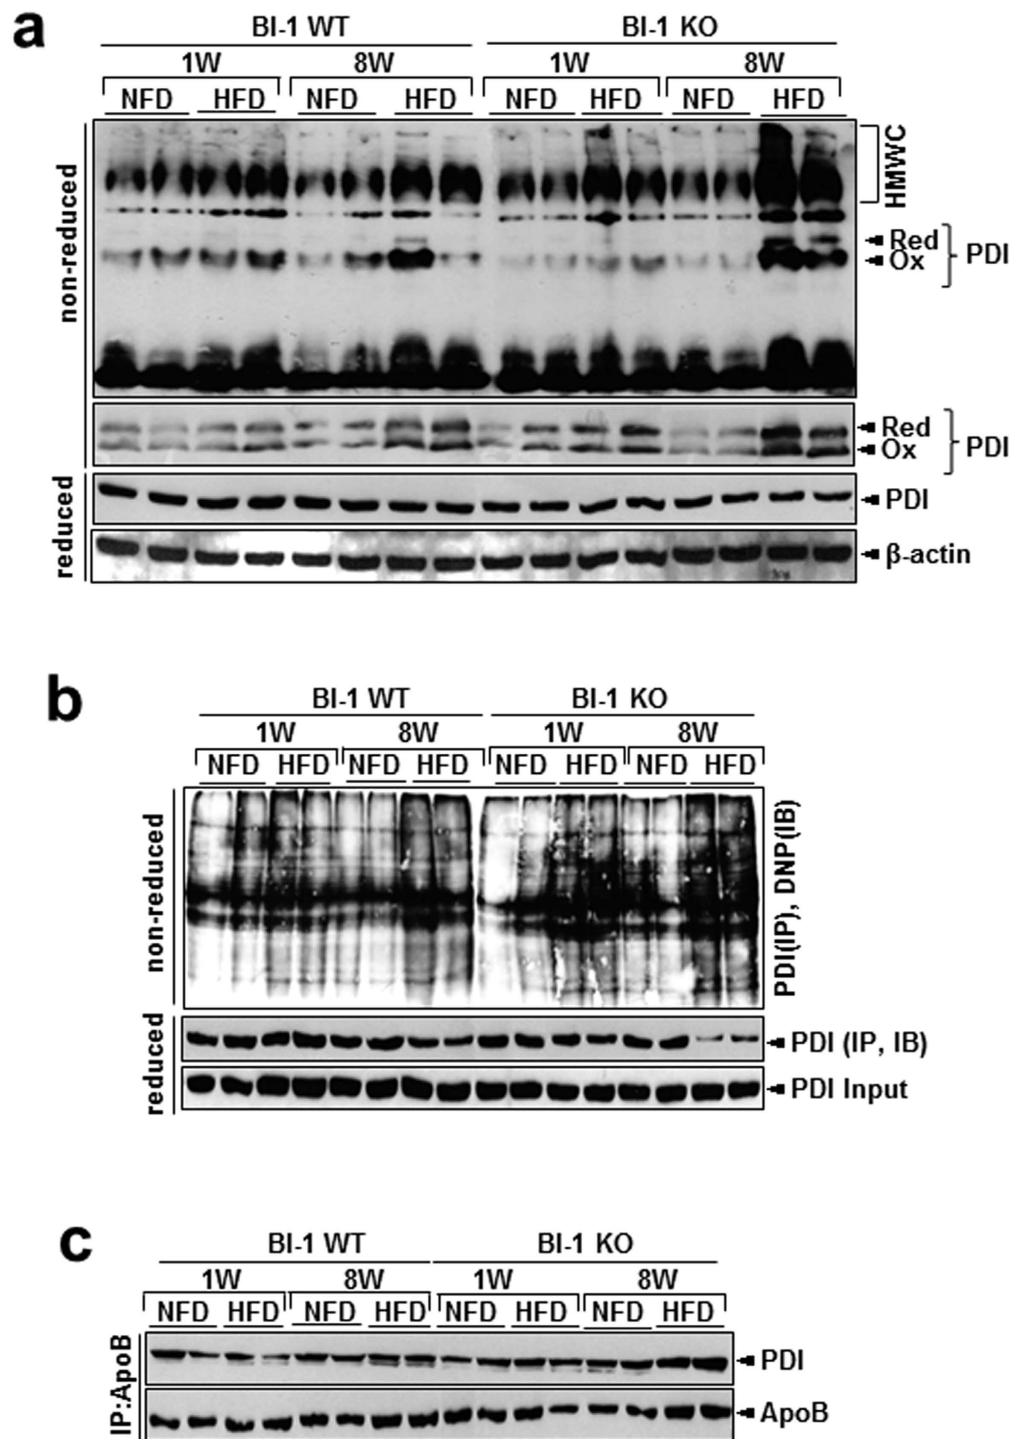 a
BI-1 WT BI-1 KO
1W 8W 1W 8W
NFD HFD NFD HFD NFD HFD NFD HFD
non-reduced
HMWC
Red
Ox
PDI
Red
Ox
PDI
reduced
PDI
β-actin
b
BI-1 WT BI-1 KO
1W 8W 1W 8W
NFD HFD NFD HFD NFD HFD NFD HFD
non-reduced
PDI(IP), DNP(IB)
reduced
PDI (IP, IB)
PDI Input
c
BI-1 WT BI-1 KO
1W 8W 1W 8W
NFD HFD NFD HFD NFD HFD NFD HFD
IP:ApoB
PDI
ApoB